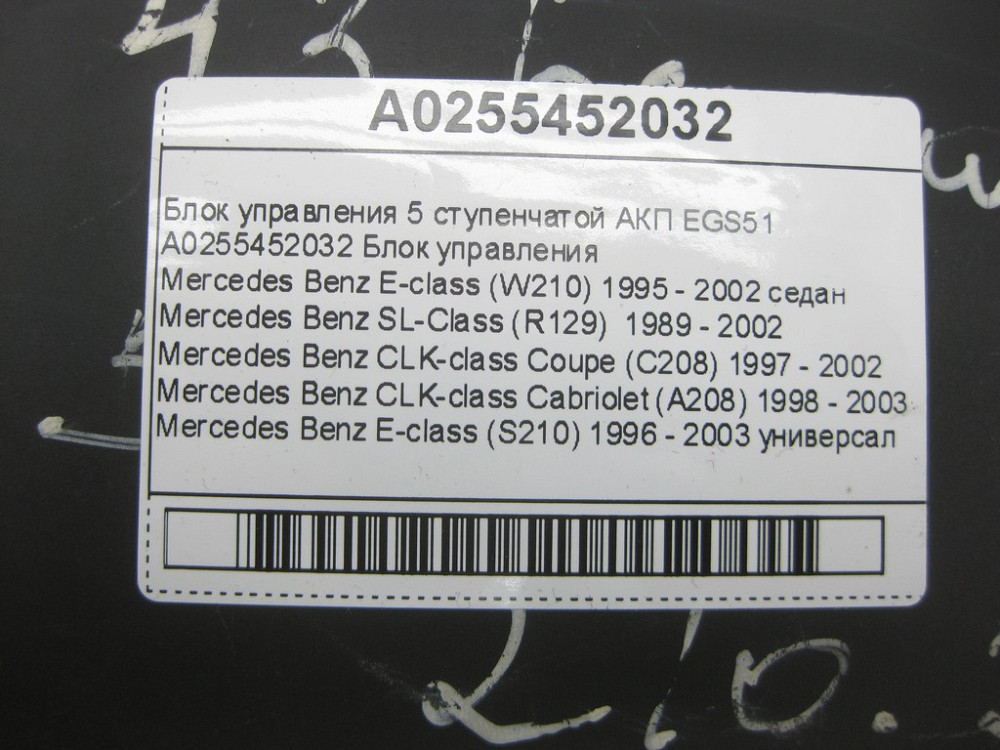 A0255452032
Блок управления 5 ступенчатой АКП EGS51
A0255452032 Блок управления
Mercedes Benz E-class (W210) 1995 - 2002 седан
Mercedes Benz SL-Class (R129) 1989 - 2002
Mercedes Benz CLK-class Coupe (C208) 1997 - 2002
Mercedes Benz CLK-class Cabriolet (A208) 1998 - 2003
Mercedes Benz E-class (S210) 1996 - 2003 универсал
210.